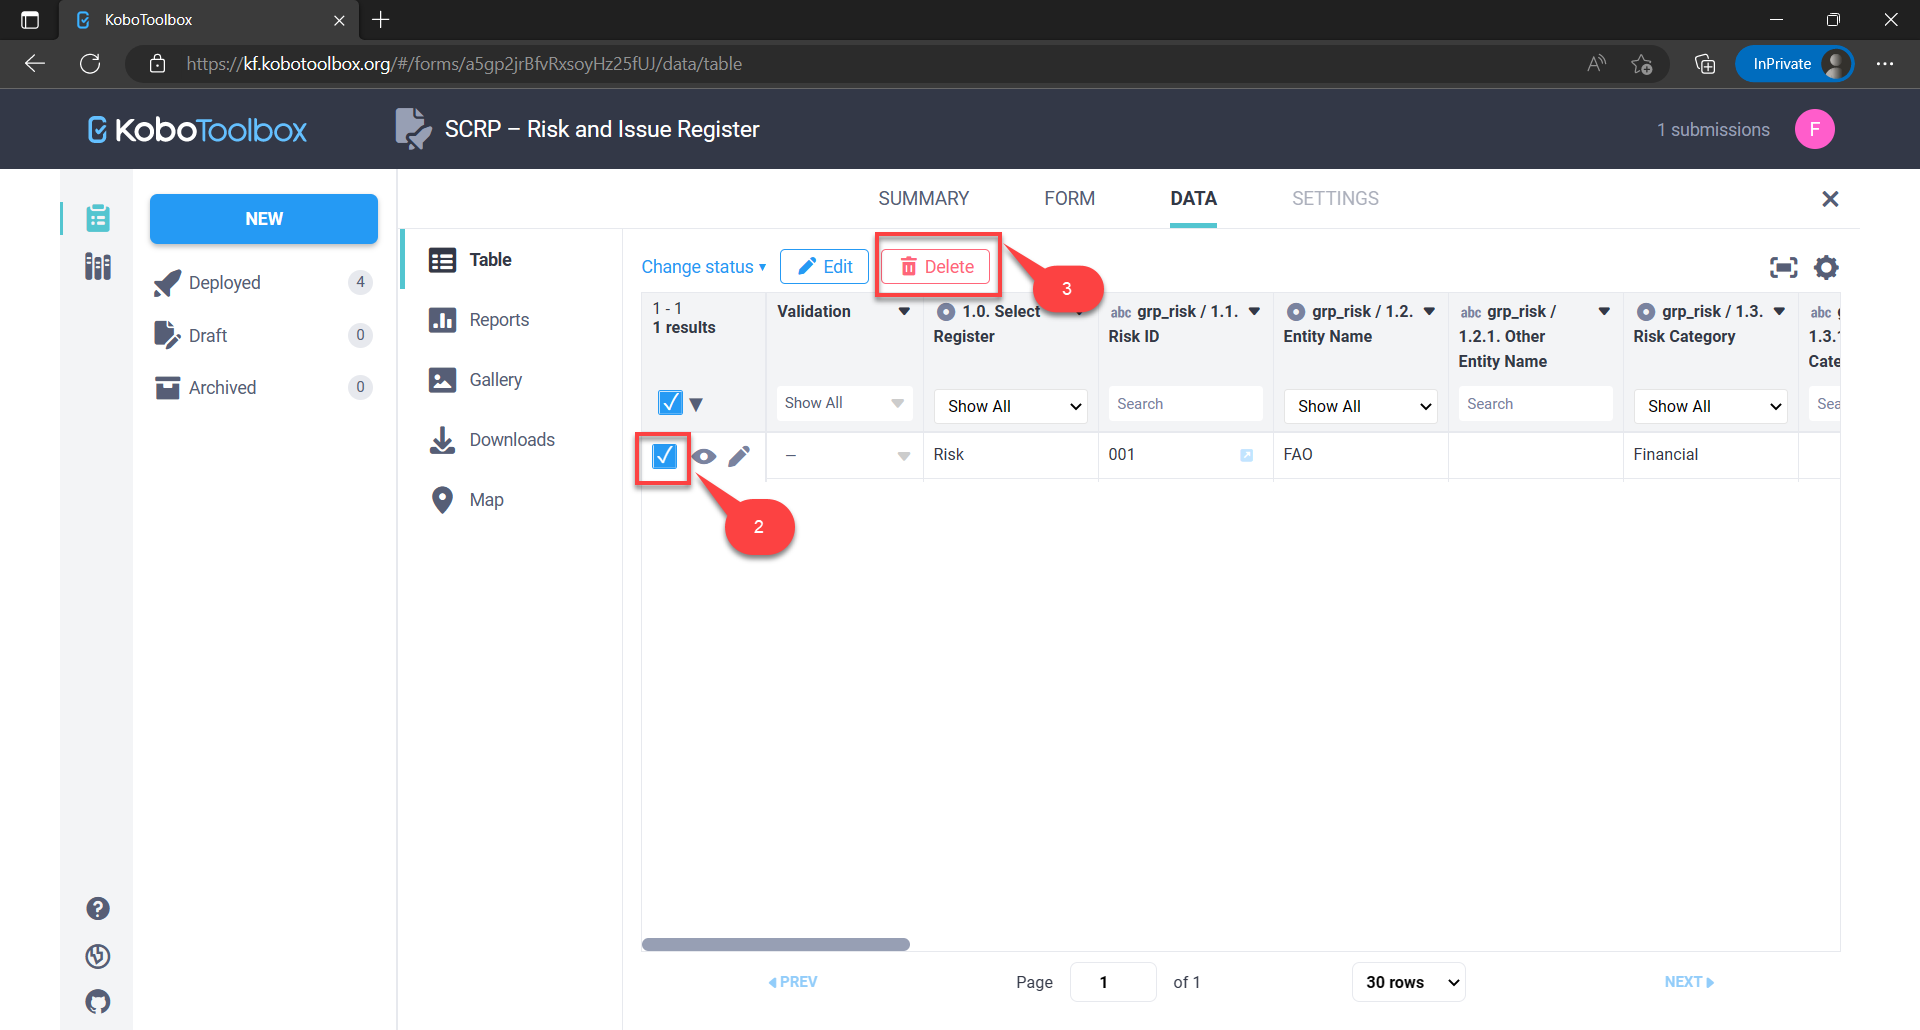 KoboToolbox
https://kf.kobotoolbox.org/#/forms/a5gp2jrBfvRxsoyHz25fUJ/data/table
InPrivate
KoboToolbox
SCRP – Risk and Issue Register
1 submissions
F
NEW
Deployed 4
Draft 0
Archived 0
SUMMARY FORM DATA SETTINGS
Table
Reports
Gallery
Downloads
Map
Change status Edit Delete
3
1 - 1
1 results
Validation
Show All
1.0. Select
Register
Show All
abc grp_risk / 1.1.
Risk ID
Search
grp_risk / 1.2.
Entity Name
Show All
abc grp_risk /
1.2.1. Other
Entity Name
Search
grp_risk / 1.3.
Risk Category
Show All
abc
1.3.
Cate
Sea
– Risk 001 FAO Financial
2
PREV Page 1 of 1 30 rows NEXT